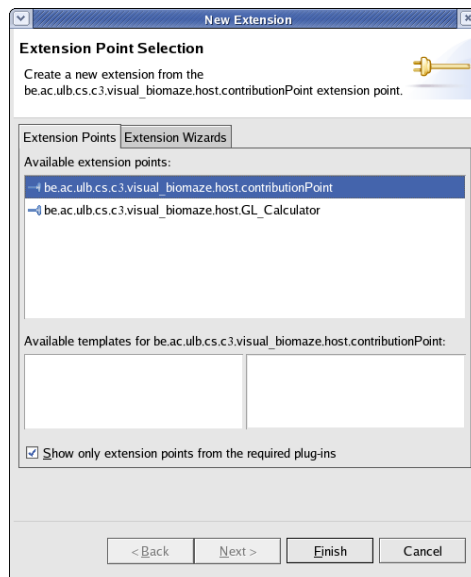 New Extension
Extension Point Selection
Create a new extension from the
be.ac.ulb.cs.c3.visual_biomaze.host.contributionPoint extension point.
Extension Points Extension Wizards
Available extension points:
be.ac.ulb.cs.c3.visual_biomaze.host.contributionPoint
be.ac.ulb.cs.c3.visual_biomaze.host.GL_Calculator
Available templates for be.ac.ulb.cs.c3.visual_biomaze.host.contributionPoint:
Show only extension points from the required plug-ins
< Back Next > Finish Cancel